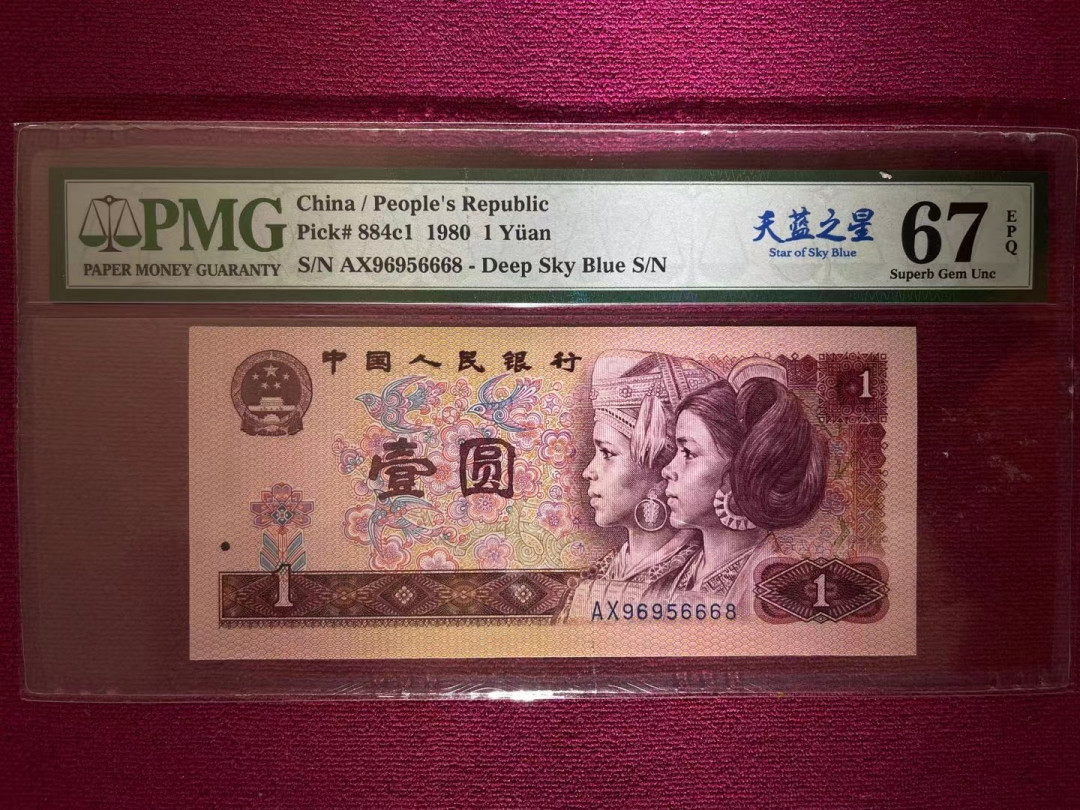 PMG
PAPER MONEY GUARANTY
China / People's Republic
Pick# 884c1 1980 1 Yüan
S/N AX96956668 - Deep Sky Blue S/N
天蓝之星
Star of Sky Blue
67
EPQ
Superb Gem Unc
中国人民银行
1
壹圆
1
AX96956668
1